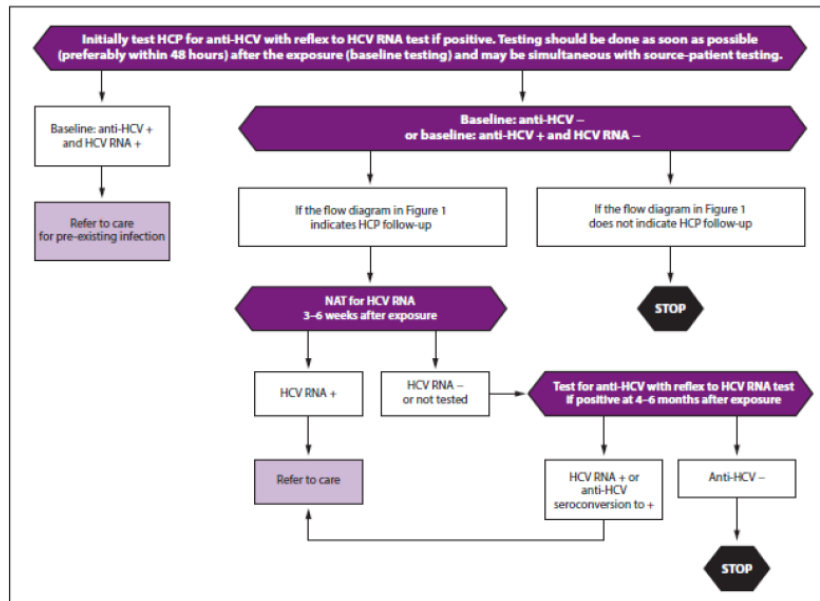 Initially test HCP for anti-HCV with reflex to HCV RNA test if positive. Testing should be done as soon as possible
(preferably within 48 hours) after the exposure (baseline testing) and may be simultaneous with source-patient testing.
Baseline: anti-HCV +
and HCV RNA +
Baseline: anti-HCV –
or baseline: anti-HCV + and HCV RNA –
Refer to care
for pre-existing infection
If the flow diagram in Figure 1
indicates HCP follow-up
If the flow diagram in Figure 1
does not indicate HCP follow-up
NAT for HCV RNA
3–6 weeks after exposure
STOP
HCV RNA +
HCV RNA –
or not tested
Test for anti-HCV with reflex to HCV RNA test
if positive at 4–6 months after exposure
Refer to care
HCV RNA + or
anti-HCV
seroconversion to +
Anti-HCV –
STOP